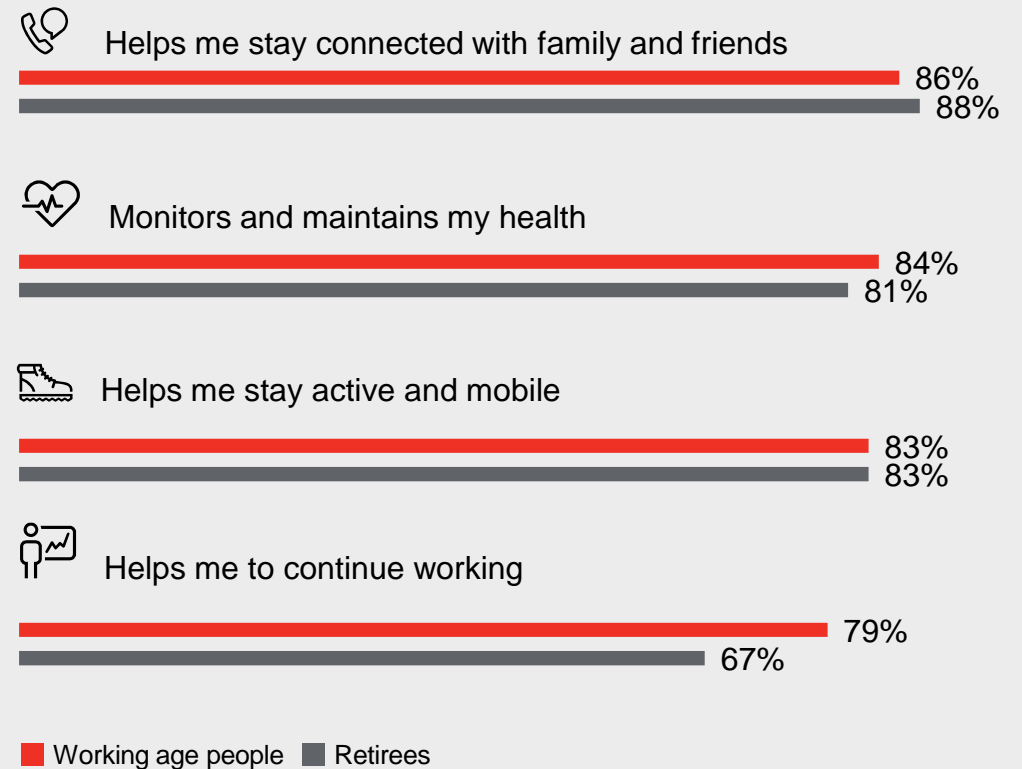 Helps me stay connected with family and friends
86%
88%
Monitors and maintains my health
84%
81%
Helps me stay active and mobile
83%
83%
Helps me to continue working
79%
67%
Working age people Retirees